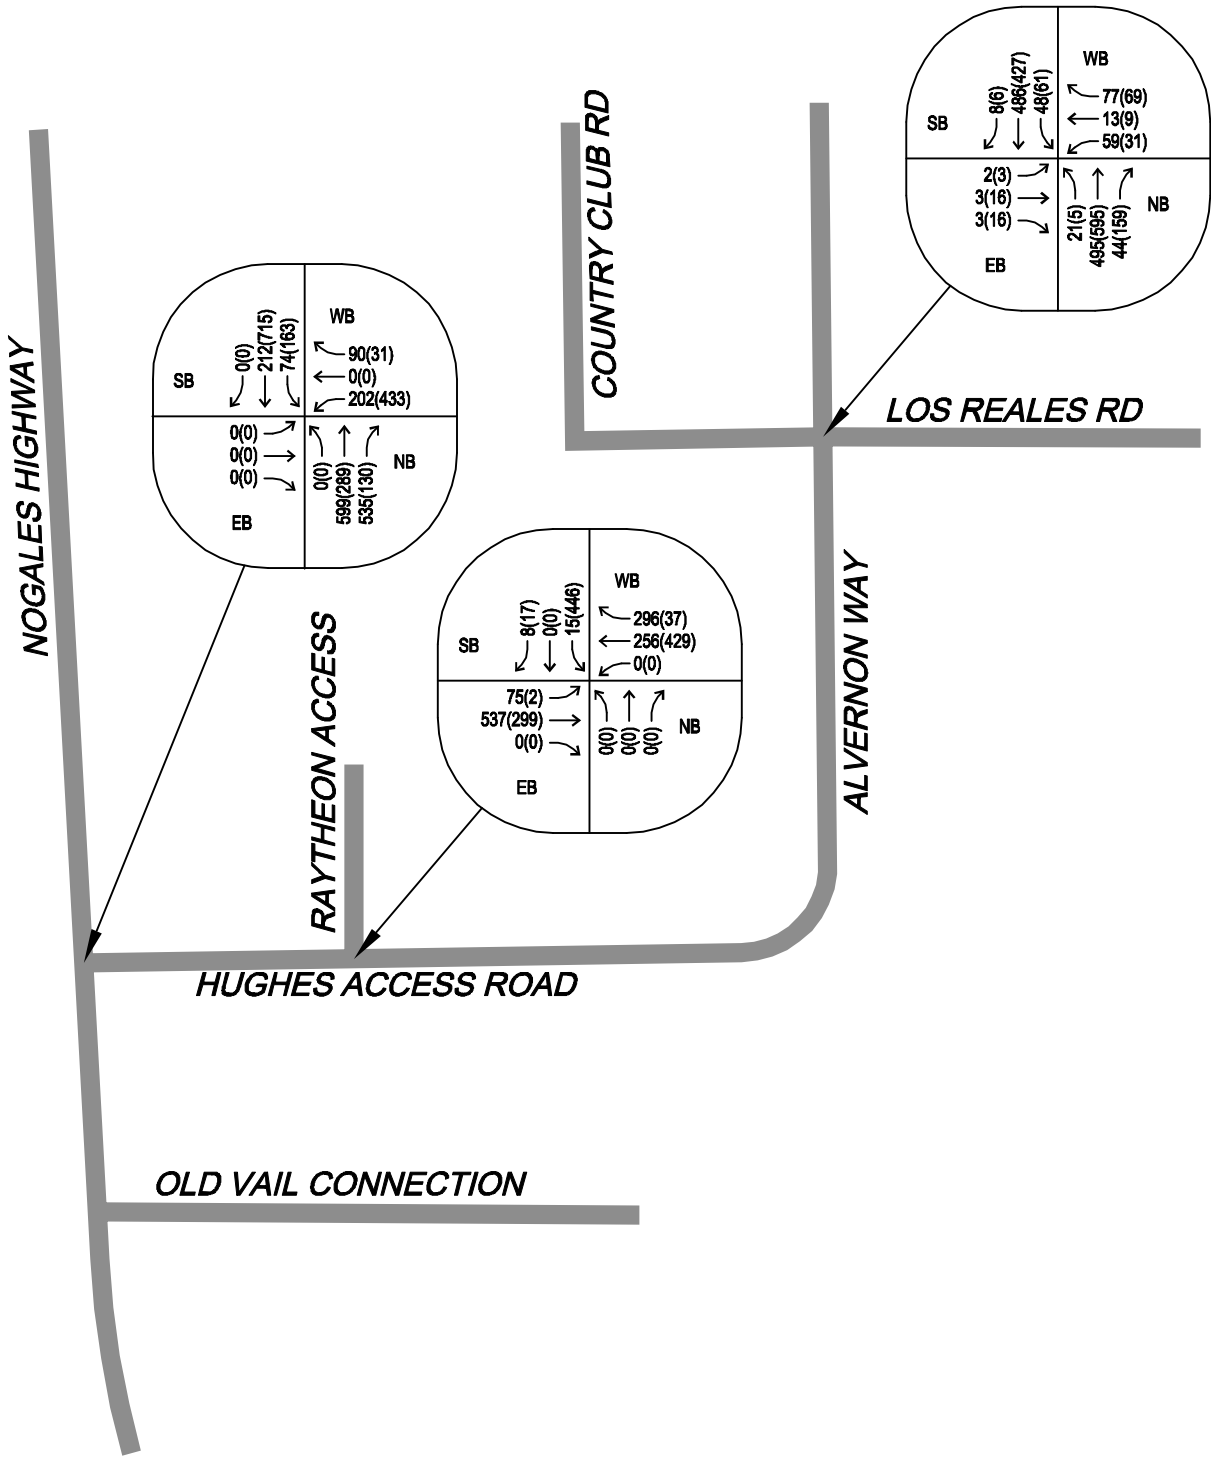 WB
8(6)
486(427)
48(61)
77(69)
13(9)
59(31)
SB
2(3)
3(16)
3(16)
21(5)
495(595)
44(159)
NB
EB
COUNTRY CLUB RD
LOS REALES RD
NOGALES HIGHWAY
WB
0(0)
212(715)
74(163)
90(31)
0(0)
202(433)
SB
0(0)
0(0)
0(0)
0(0)
599(289)
535(130)
NB
EB
WB
8(17)
0(0)
15(446)
296(37)
256(429)
0(0)
SB
75(2)
537(299)
0(0)
0(0)
0(0)
0(0)
NB
EB
ALVERNON WAY
RAYTHEON ACCESS
HUGHES ACCESS ROAD
OLD VAIL CONNECTION